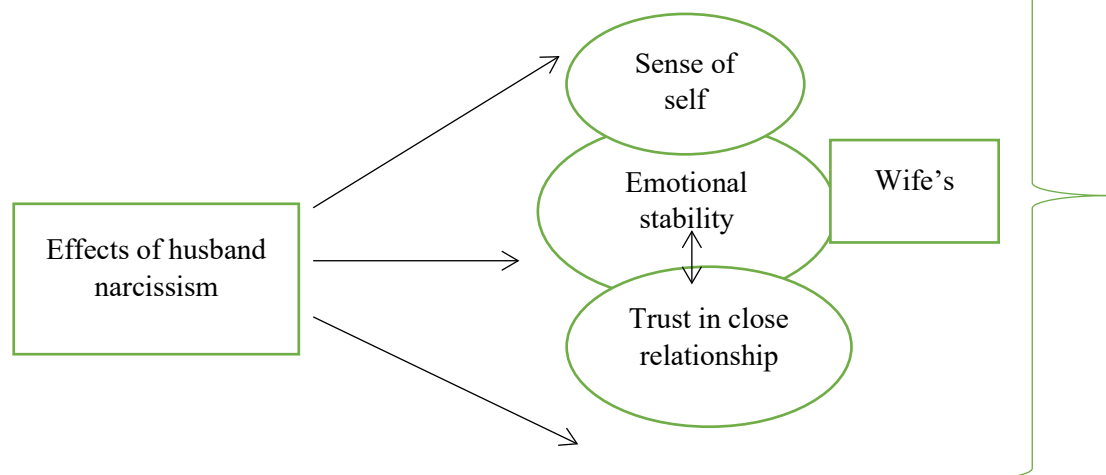 Sense of
self
Emotional
stability
Wife’s
Effects of husband
narcissism
Trust in close
relationship